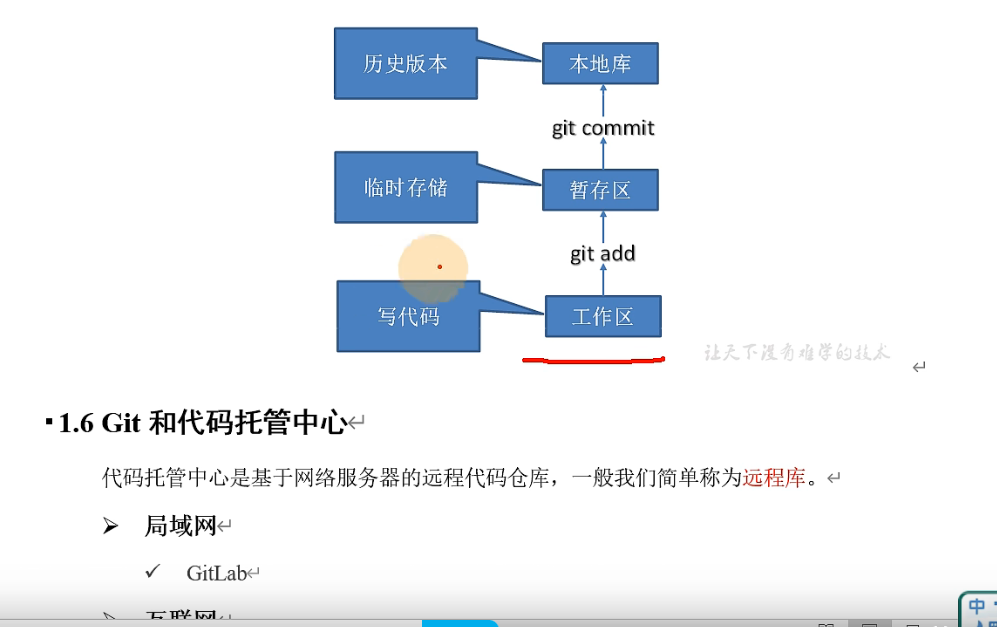 历史版本
本地库
git commit
临时存储
暂存区
git add
写代码
工作区
让天下没有难学的技术
1.6 Git 和代码托管中心
代码托管中心是基于网络服务器的远程代码仓库，一般我们简单称为远程库。
局域网
GitLab
互联网
中